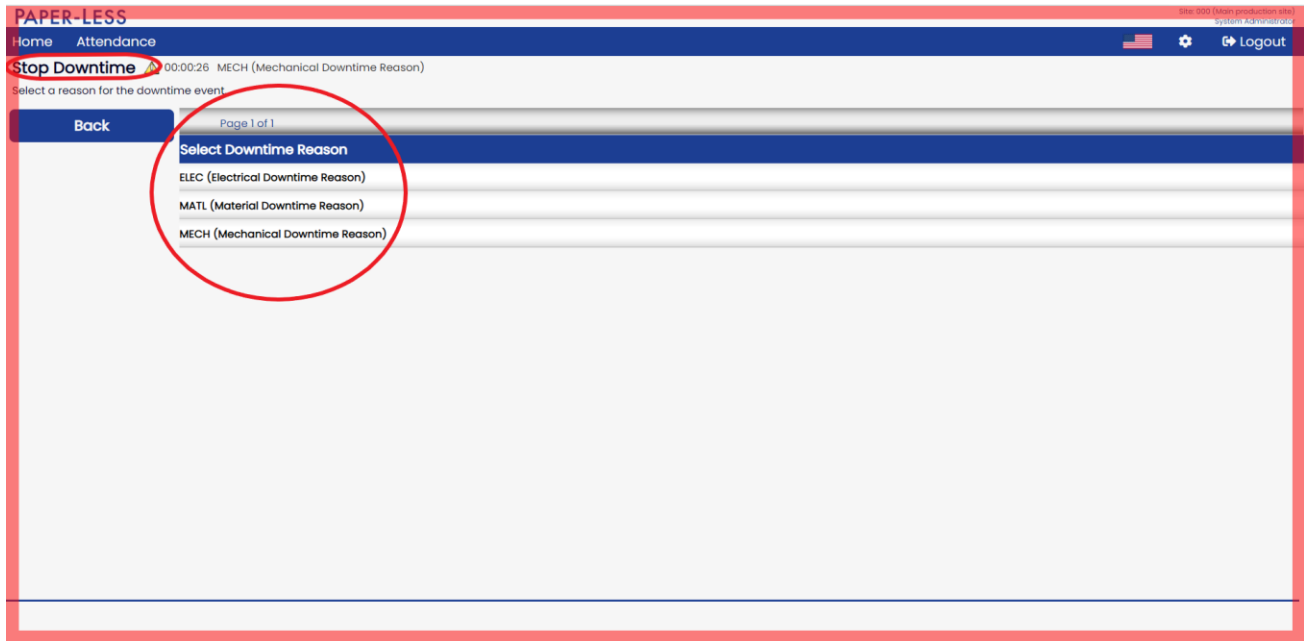 PAPER-LESS
Site: 000 (Main production site)
System Administrator
Home Attendance Logout
Stop Downtime 00:00:26 MECH (Mechanical Downtime Reason)
Select a reason for the downtime event
Back
Page 1 of 1
Select Downtime Reason
ELEC (Electrical Downtime Reason)
MATL (Material Downtime Reason)
MECH (Mechanical Downtime Reason)